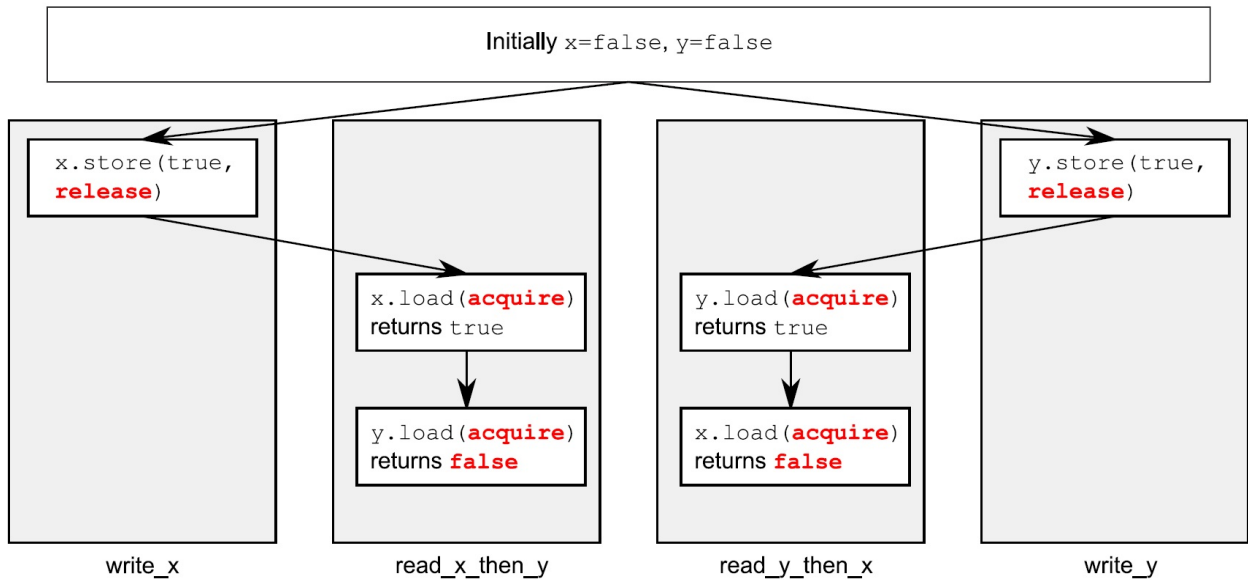 Initially x=false, y=false
x.store(true,
release)
y.store(true,
release)
x.load(acquire)
returns true
y.load(acquire)
returns true
y.load(acquire)
returns false
x.load(acquire)
returns false
write_x
read_x_then_y
read_y_then_x
write_y